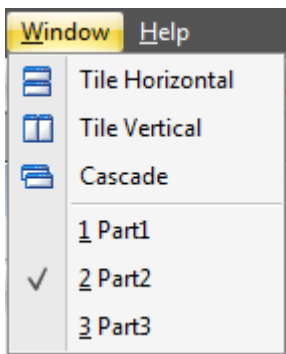 Window Help
Tile Horizontal
Tile Vertical
Cascade
1 Part1
2 Part2
3 Part3